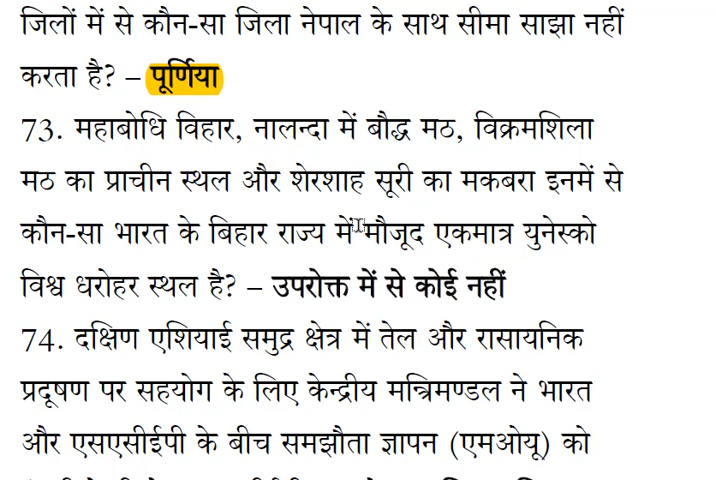 जिलों में से कौन-सा जिला नेपाल के साथ सीमा साझा नहीं
करता है? – पूर्णिया
73. महाबोधि विहार, नालन्दा में बौद्ध मठ, विक्रमशिला
मठ का प्राचीन स्थल और शेरशाह सूरी का मकबरा इनमें से
कौन-सा भारत के बिहार राज्य में मौजूद एकमात्र युनेस्को
विश्व धरोहर स्थल है? – उपरोक्त में से कोई नहीं
74. दक्षिण एशियाई समुद्र क्षेत्र में तेल और रासायनिक
प्रदूषण पर सहयोग के लिए केन्द्रीय मन्त्रिमण्डल ने भारत
और एसएसीईपी के बीच समझौता ज्ञापन (एमओयू) को